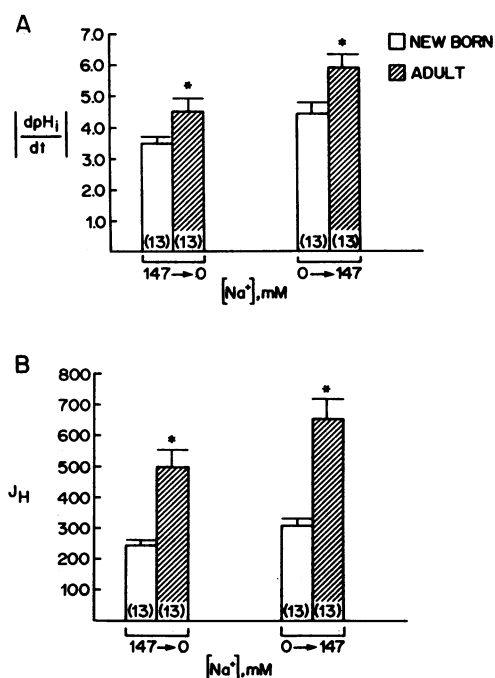 A
7.0
6.0
5.0
4.0
3.0
2.0
1.0
|dpHi/dt|
* *
□ NEW BORN
▨ ADULT
(13) (13) (13) (13)
147→0 0→147
[Na⁺],mM
B
800
700
600
500
400
300
200
100
JH
* *
(13) (13) (13) (13)
147→0 0→147
[Na⁺],mM